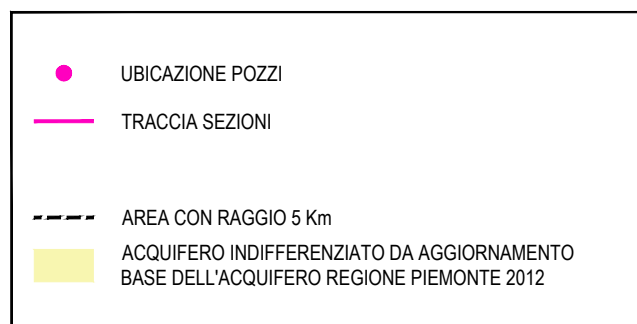 UBICAZIONE POZZI
TRACCIA SEZIONI
AREA CON RAGGIO 5 Km
ACQUIFERO INDIFFERENZIATO DA AGGIORNAMENTO
BASE DELL'ACQUIFERO REGIONE PIEMONTE 2012